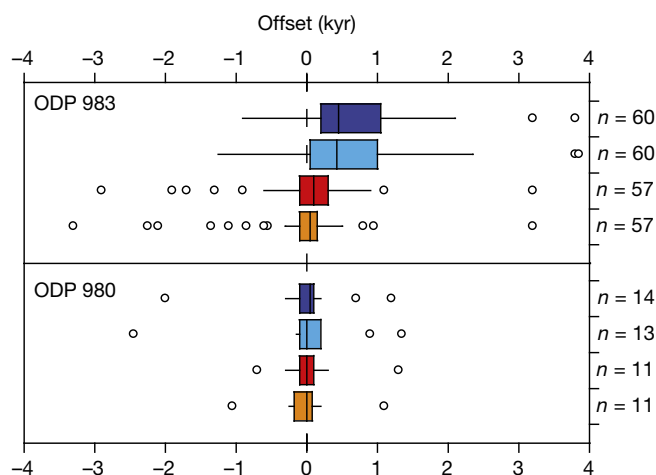 Offset (kyr)
−4 −3 −2 −1 0 1 2 3 4
ODP 983
n = 60
n = 60
n = 57
n = 57
ODP 980
n = 14
n = 13
n = 11
n = 11
−4 −3 −2 −1 0 1 2 3 4